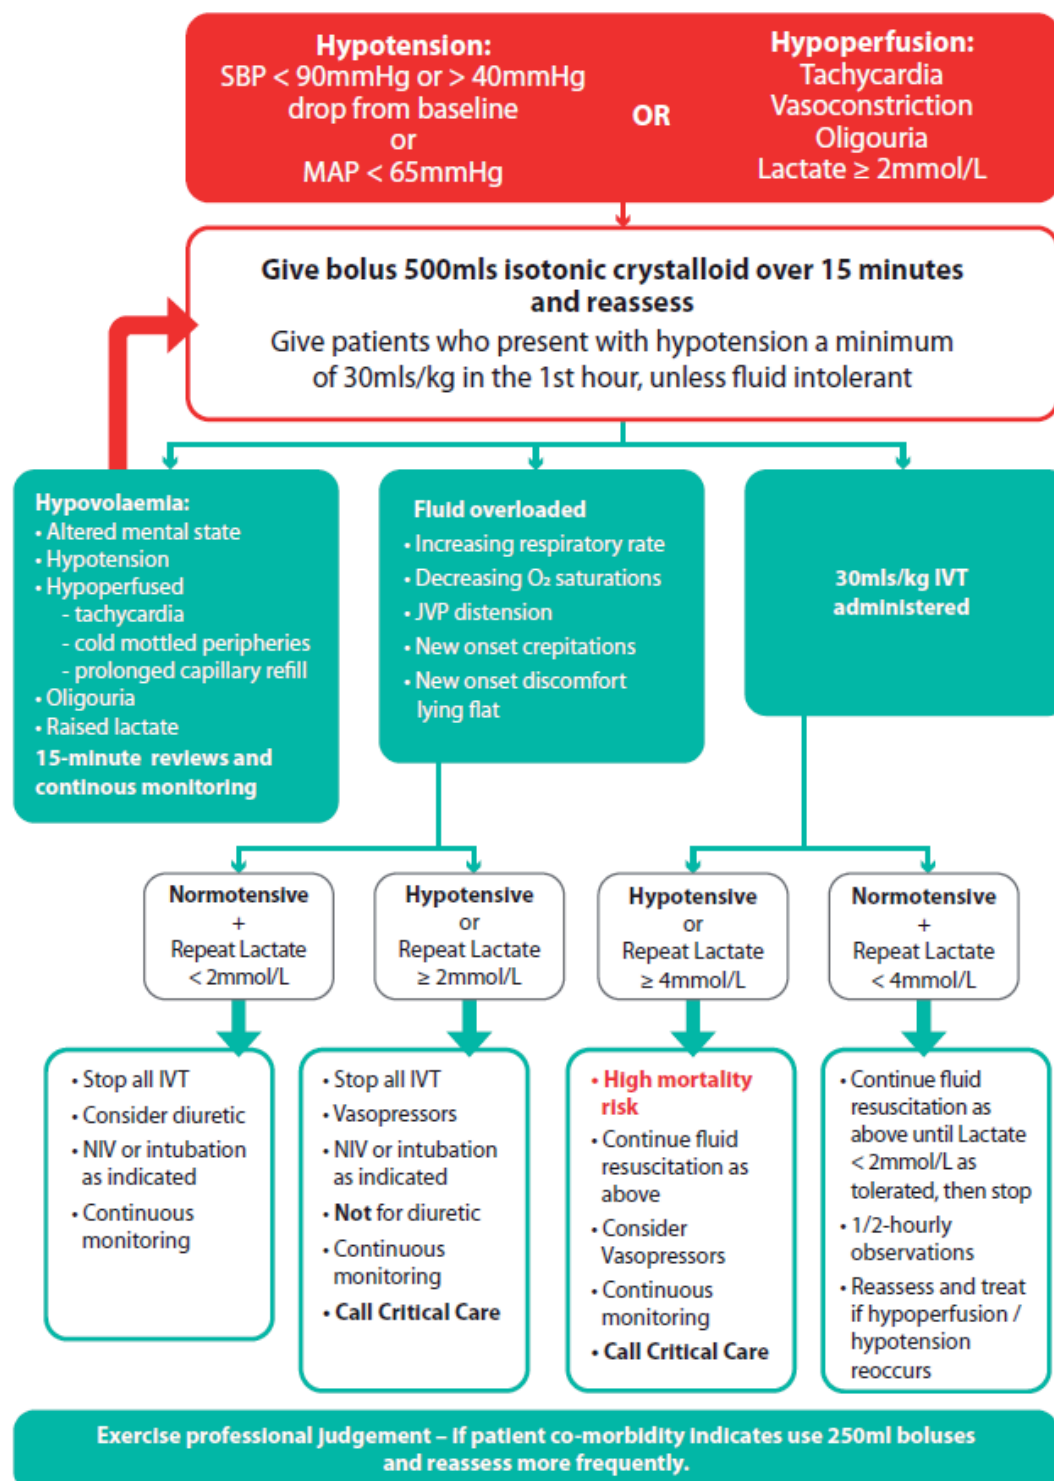 Hypotension:
SBP < 90mmHg or > 40mmHg
drop from baseline
or
MAP < 65mmHg
OR
Hypoperfusion:
Tachycardia
Vasoconstriction
Oligouria
Lactate ≥ 2mmol/L
Give bolus 500mls isotonic crystalloid over 15 minutes
and reassess
Give patients who present with hypotension a minimum
of 30mls/kg in the 1st hour, unless fluid intolerant
Hypovolaemia:
• Altered mental state
• Hypotension
• Hypoperfused
- tachycardia
- cold mottled peripheries
- prolonged capillary refill
• Oligouria
• Raised lactate
15-minute reviews and
continous monitoring
Fluid overloaded
• Increasing respiratory rate
• Decreasing O₂ saturations
• JVP distension
• New onset crepitations
• New onset discomfort
lying flat
30mls/kg IVT
administered
Normotensive
+
Repeat Lactate
< 2mmol/L
Hypotensive
or
Repeat Lactate
≥ 2mmol/L
Hypotensive
or
Repeat Lactate
≥ 4mmol/L
Normotensive
+
Repeat Lactate
< 4mmol/L
• Stop all IVT
• Consider diuretic
• NIV or intubation
as indicated
• Continuous
monitoring
• Stop all IVT
• Vasopressors
• NIV or intubation
as indicated
• Not for diuretic
• Continuous
monitoring
• Call Critical Care
• High mortality
risk
• Continue fluid
resuscitation as
above
• Consider
Vasopressors
• Continuous
monitoring
• Call Critical Care
• Continue fluid
resuscitation as
above until Lactate
< 2mmol/L as
tolerated, then stop
• 1/2-hourly
observations
• Reassess and treat
if hypoperfusion /
hypotension
reoccurs
Exercise professional judgement – if patient co-morbidity indicates use 250ml boluses
and reassess more frequently.